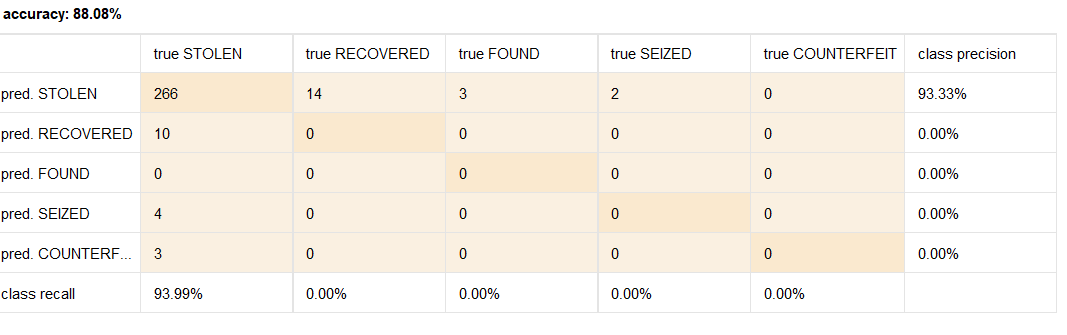 accuracy: 88.08%
true STOLEN true RECOVERED true FOUND true SEIZED true COUNTERFEIT class precision
pred. STOLEN 266 14 3 2 0 93.33%
pred. RECOVERED 10 0 0 0 0 0.00%
pred. FOUND 0 0 0 0 0 0.00%
pred. SEIZED 4 0 0 0 0 0.00%
pred. COUNTERF... 3 0 0 0 0 0.00%
class recall 93.99% 0.00% 0.00% 0.00% 0.00%